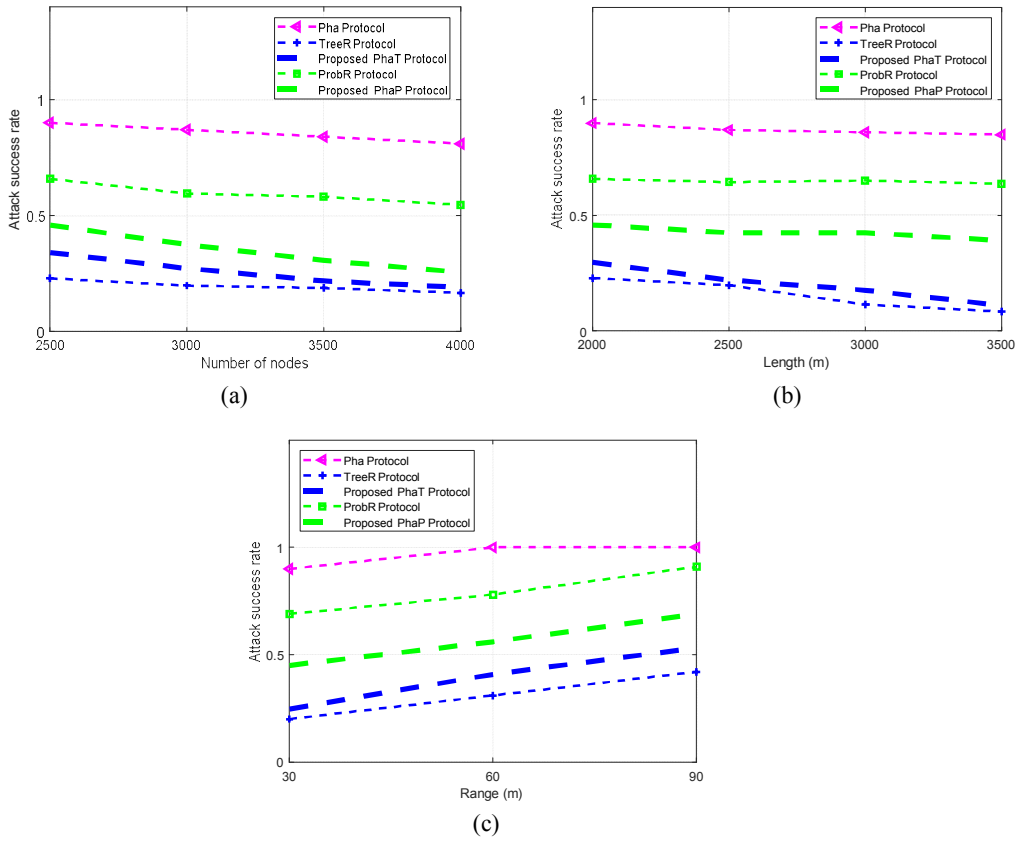 Pha Protocol
TreeR Protocol
Proposed PhaT Protocol
ProbR Protocol
Proposed PhaP Protocol
Attack success rate
1
0.5
0
2500 3000 3500 4000
Number of nodes
(a)
Pha Protocol
TreeR Protocol
Proposed PhaT Protocol
ProbR Protocol
Proposed PhaP Protocol
Attack success rate
1
0.5
0
2000 2500 3000 3500
Length (m)
(b)
Pha Protocol
TreeR Protocol
Proposed PhaT Protocol
ProbR Protocol
Proposed PhaP Protocol
Attack success rate
1
0.5
0
30 60 90
Range (m)
(c)